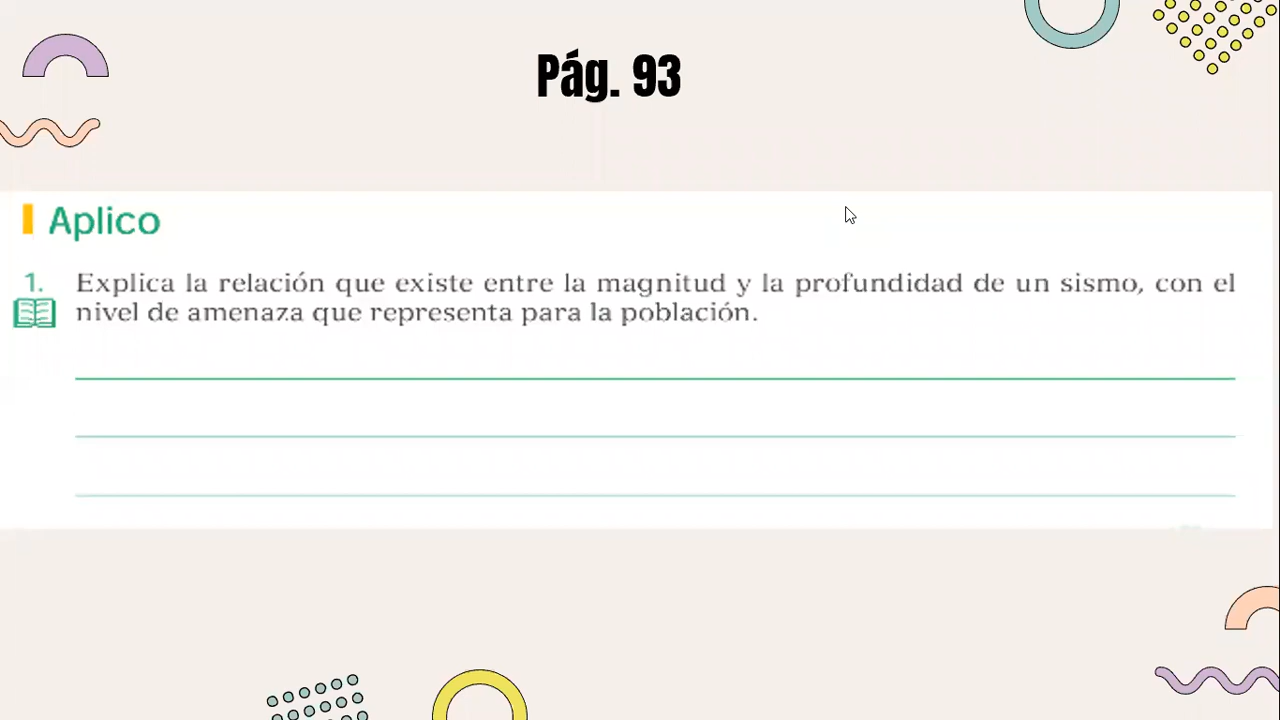 Pág. 93
Aplico
1. Explica la relación que existe entre la magnitud y la profundidad de un sismo, con el
nivel de amenaza que representa para la población.